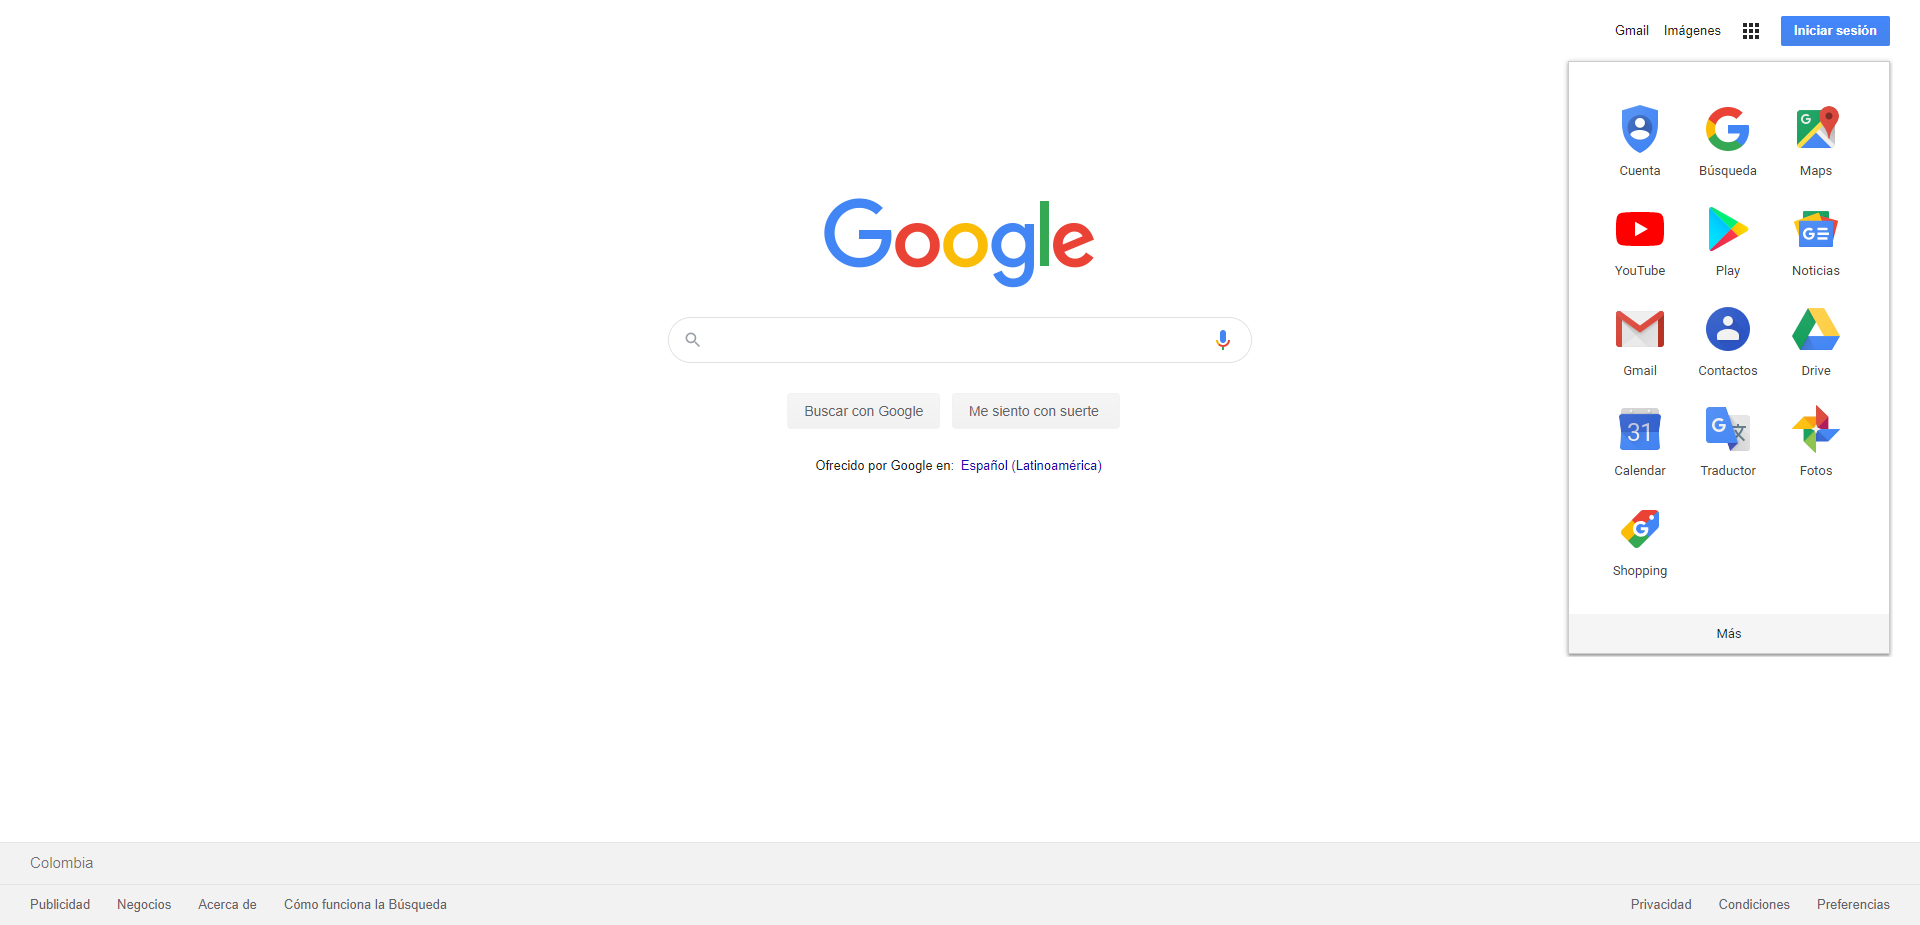 Gmail Imágenes Iniciar sesión
Cuenta Búsqueda Maps
YouTube Play Noticias
Gmail Contactos Drive
31
Calendar Traductor Fotos
Shopping
Más
Google
Buscar con Google Me siento con suerte
Ofrecido por Google en: Español (Latinoamérica)
Colombia
Publicidad Negocios Acerca de Cómo funciona la Búsqueda Privacidad Condiciones Preferencias